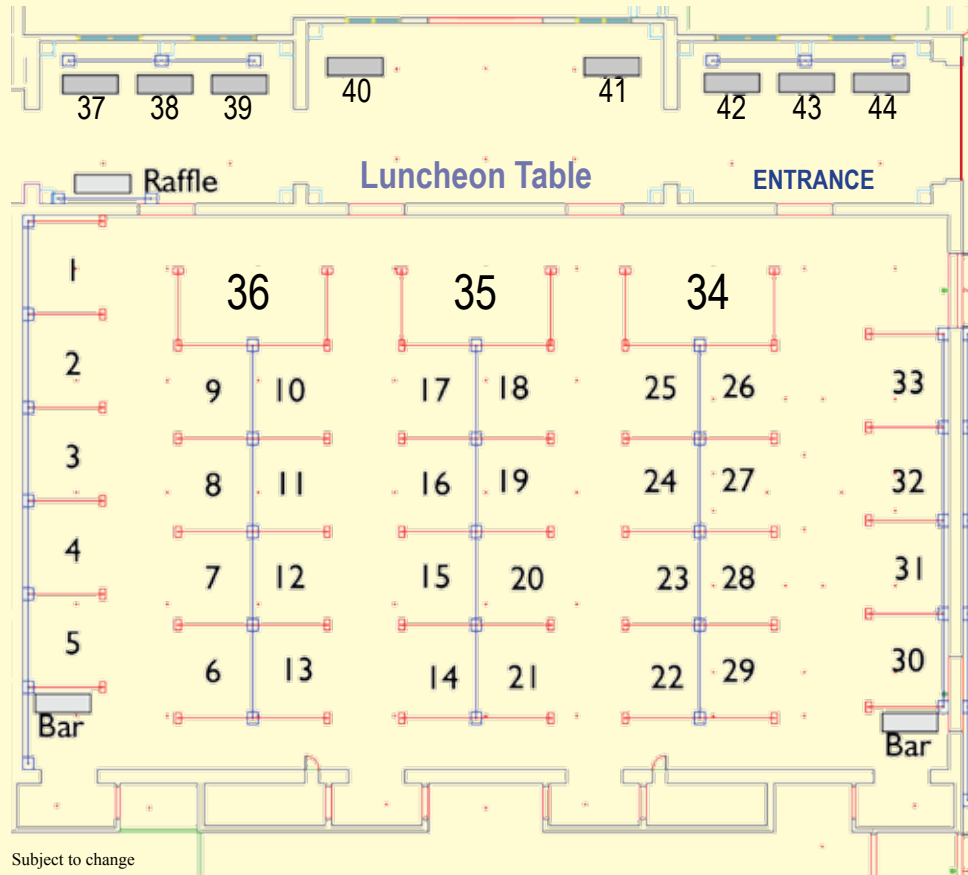 40 41
37 38 39 42 43 44
Raffle Luncheon Table ENTRANCE
1
36 35 34
2
9 10 17 18 25 26 33
3
8 11 16 19 24 27 32
4
7 12 15 20 23 28 31
5
6 13 14 21 22 29 30
Bar Bar
Subject to change